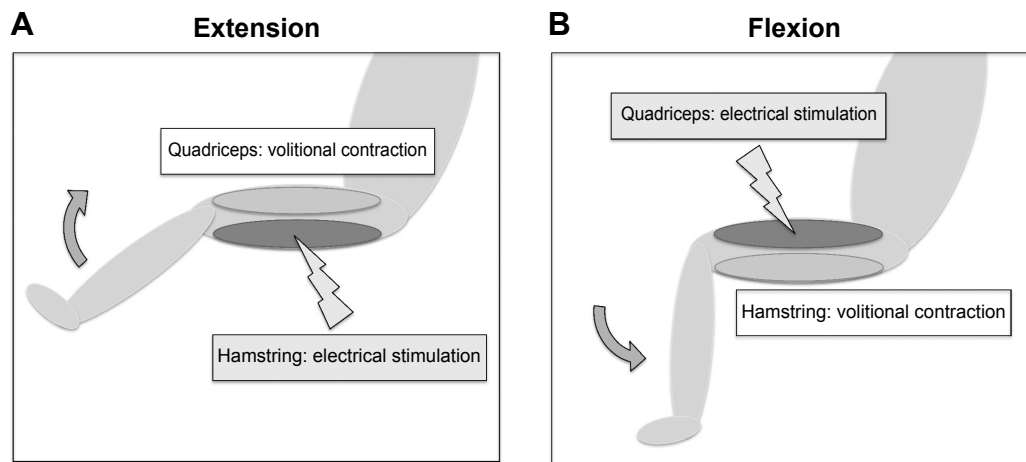 A
Extension
Quadriceps: volitional contraction
Hamstring: electrical stimulation
B
Flexion
Quadriceps: electrical stimulation
Hamstring: volitional contraction